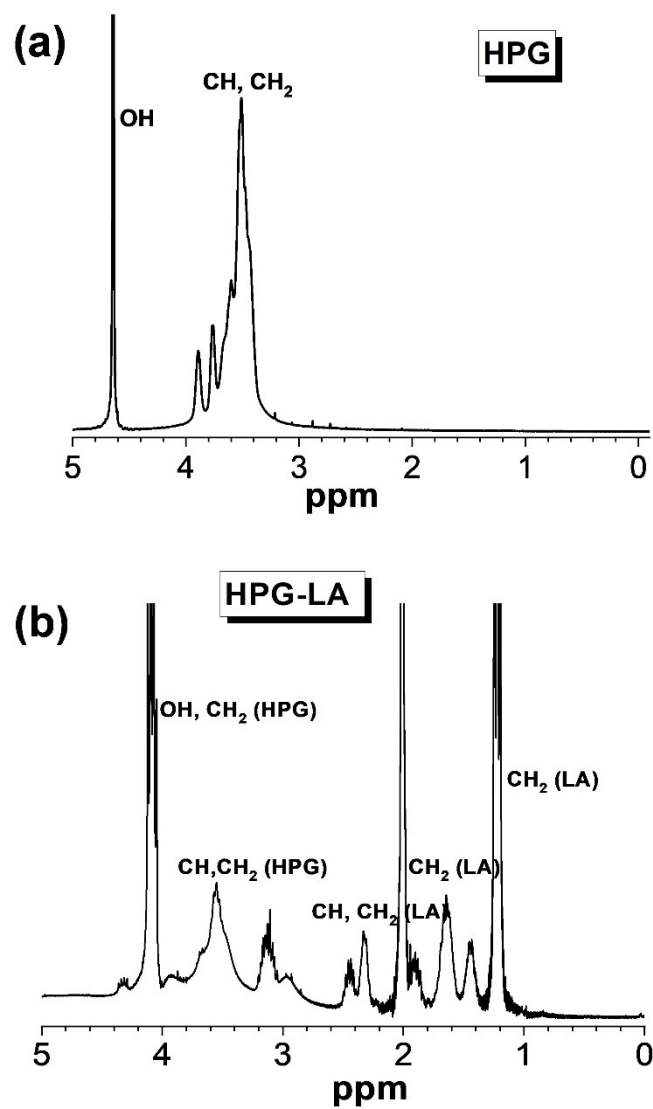 (a)
HPG
CH, CH₂
OH
5 4 3 2 1 0
ppm
(b)
HPG-LA
OH, CH₂ (HPG)
CH₂ (LA)
CH,CH₂ (HPG)
CH₂ (LA)
CH, CH₂ (LA)
5 4 3 2 1 0
ppm